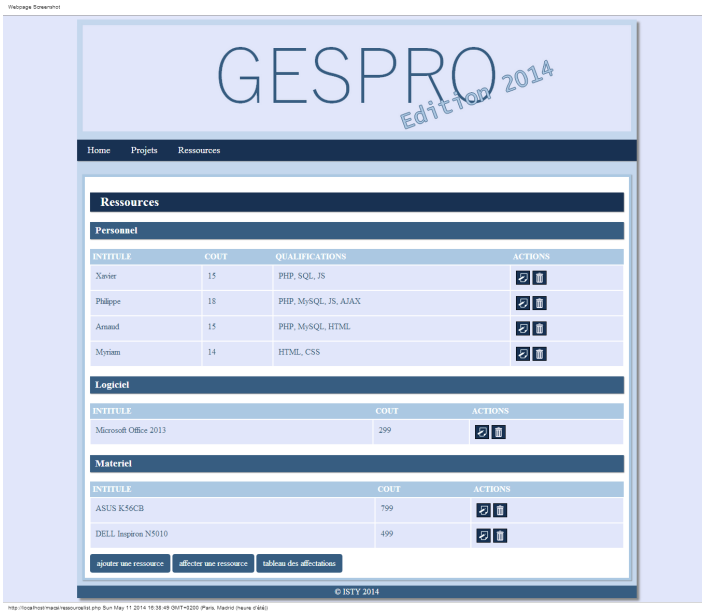 Webpage Screenshot
GESPRO
Edition 2014
Home Projets Ressources
Ressources
Personnel
INTITULE COUT QUALIFICATIONS ACTIONS
Xavier 15 PHP, SQL, JS
Philippe 18 PHP, MySQL, JS, AJAX
Arnaud 15 PHP, MySQL, HTML
Myriam 14 HTML, CSS
Logiciel
INTITULE COUT ACTIONS
Microsoft Office 2013 299
Materiel
INTITULE COUT ACTIONS
ASUS K56CB 799
DELL Inspiron N5010 499
ajouter une ressource affecter une ressource tableau des affectations
© ISTY 2014
http://localhost/mace/ressourcelist.php Sun May 11 2014 16:38:49 GMT+0200 (Paris, Madrid (heure d'été))